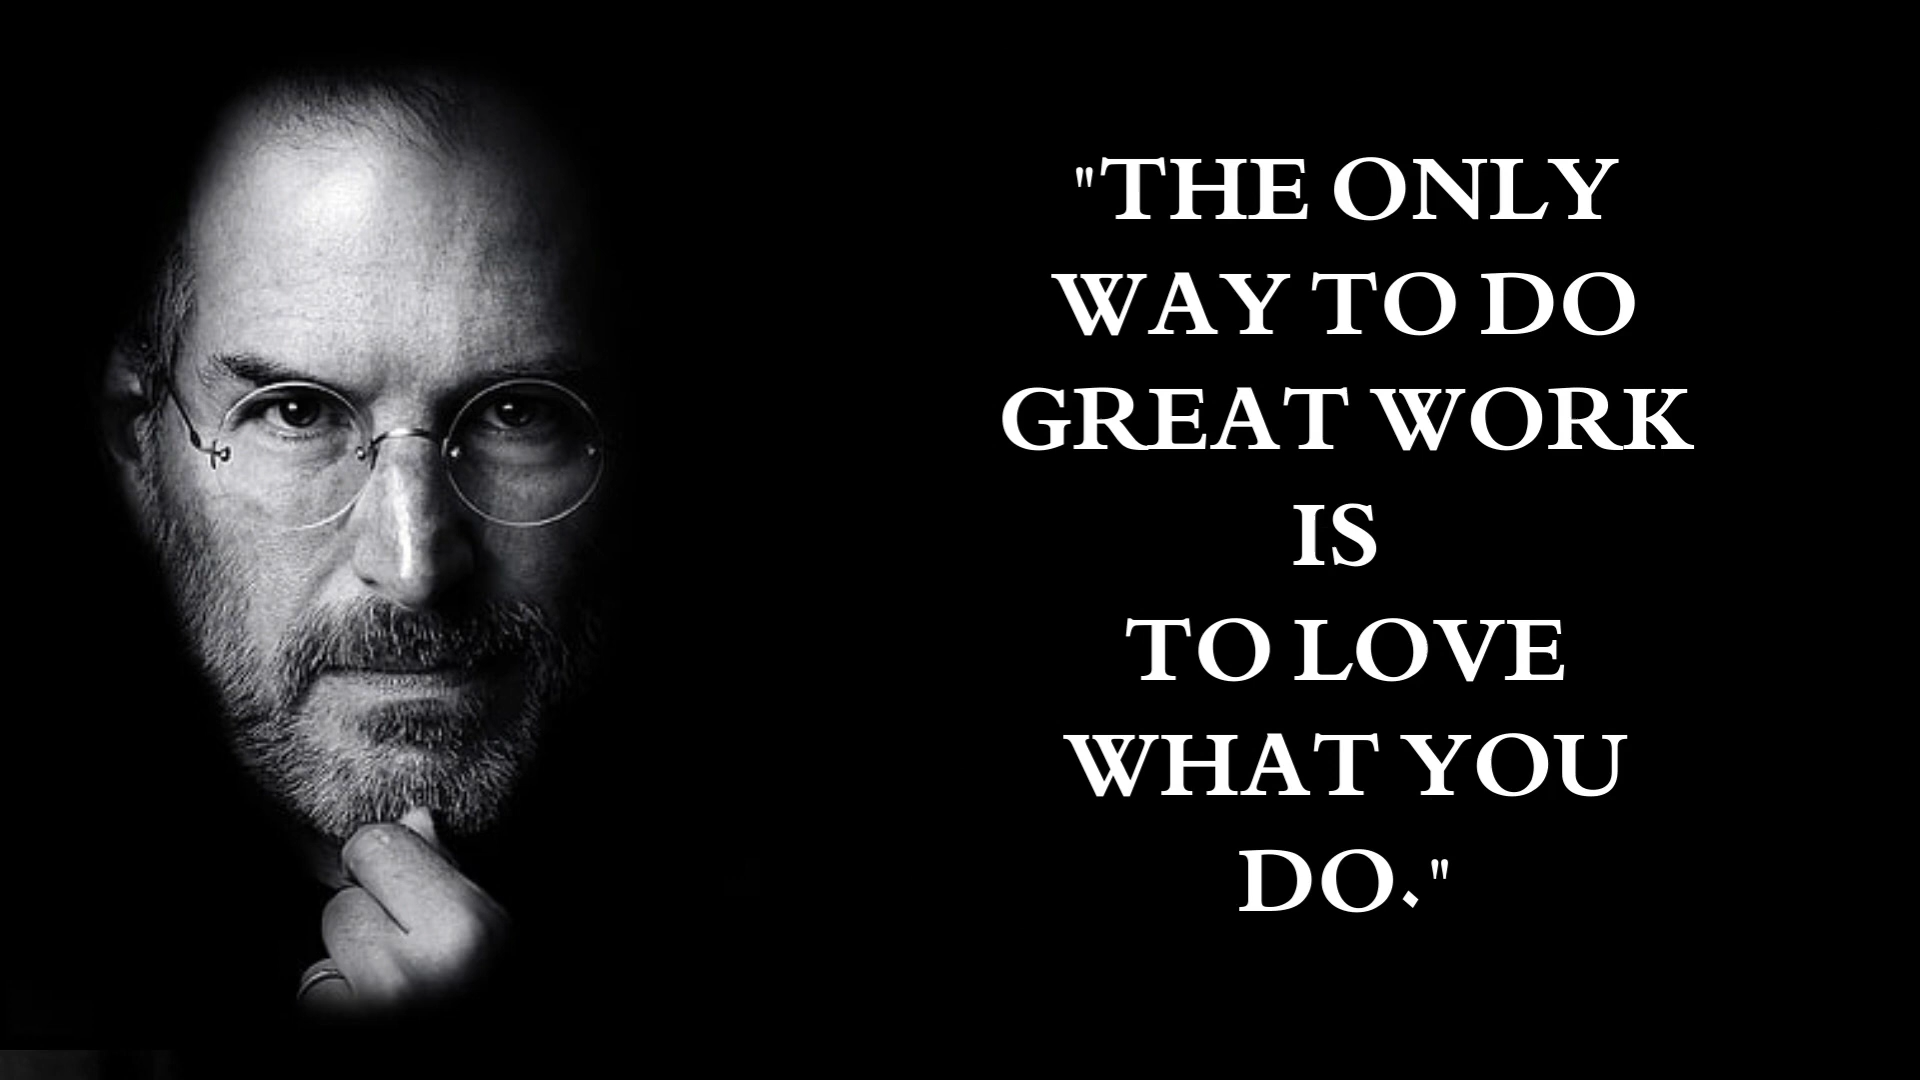 "THE ONLY
WAY TO DO
GREAT WORK
IS
TO LOVE
WHAT YOU
DO."